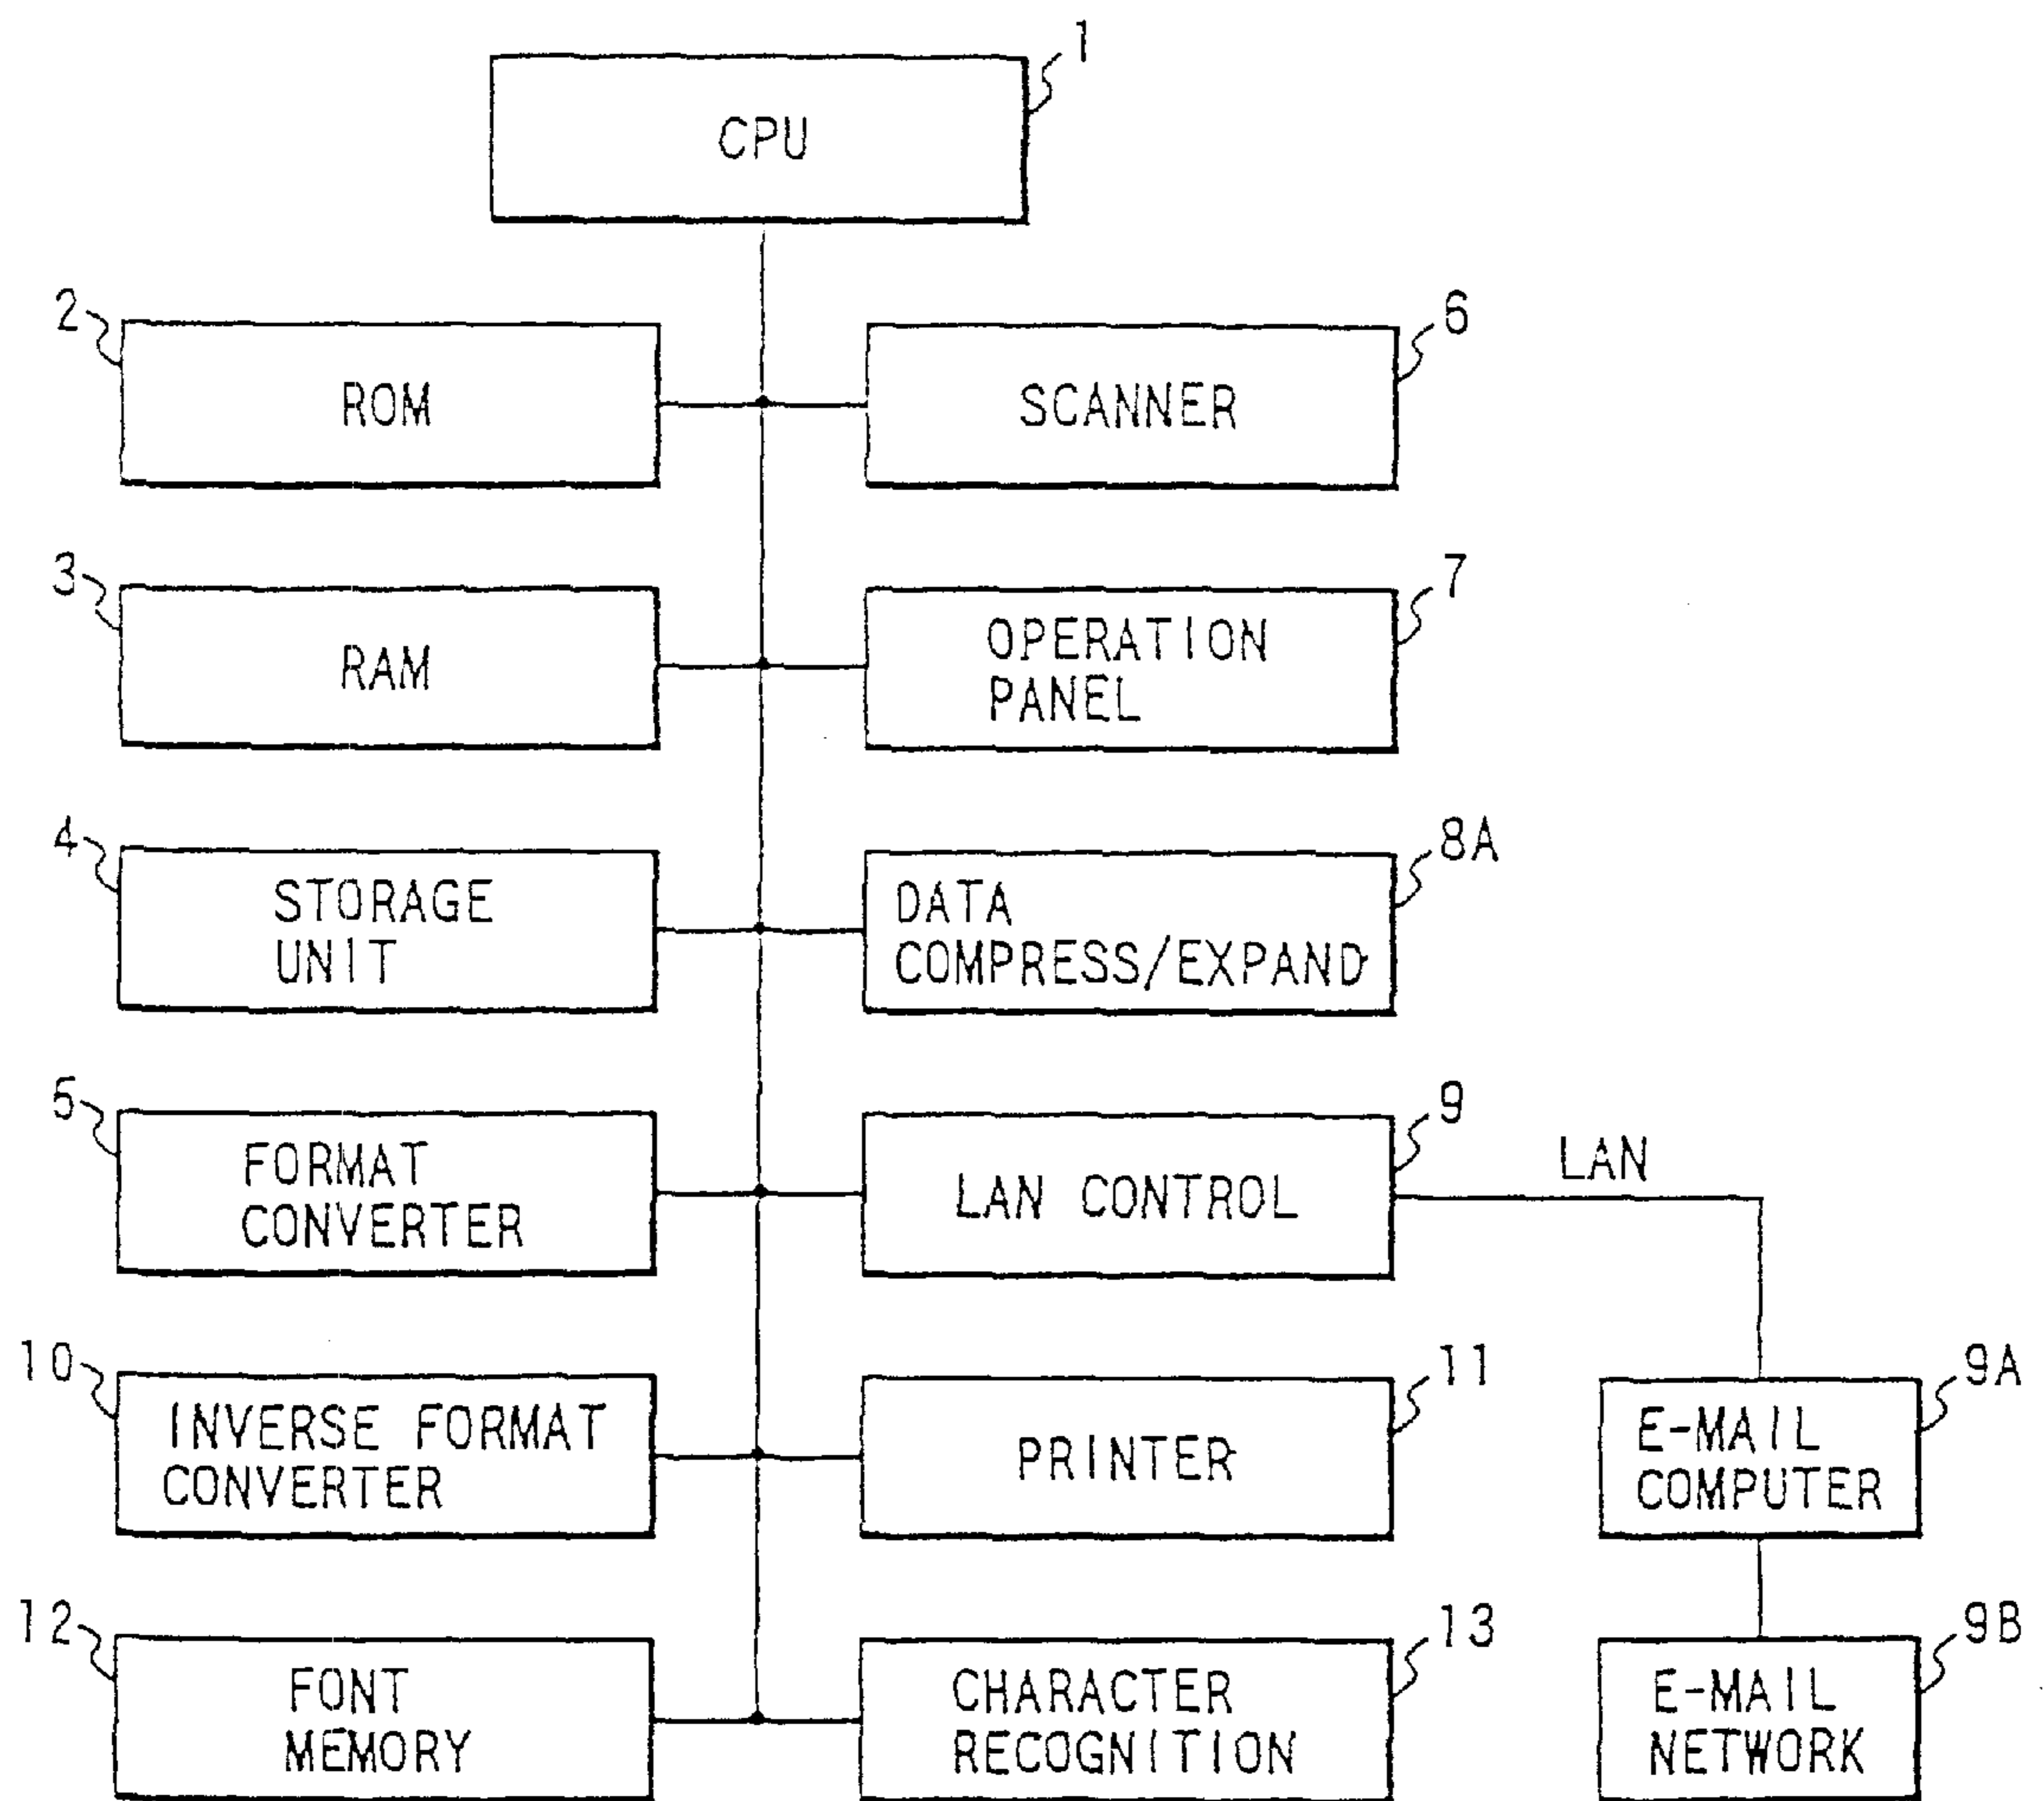 1
CPU
2
ROM
6
SCANNER
3
RAM
7
OPERATION
PANEL
4
STORAGE
UNIT
8A
DATA
COMPRESS/EXPAND
5
FORMAT
CONVERTER
9
LAN CONTROL
LAN
10
INVERSE FORMAT
CONVERTER
11
PRINTER
9A
E-MAIL
COMPUTER
12
FONT
MEMORY
13
CHARACTER
RECOGNITION
9B
E-MAIL
NETWORK